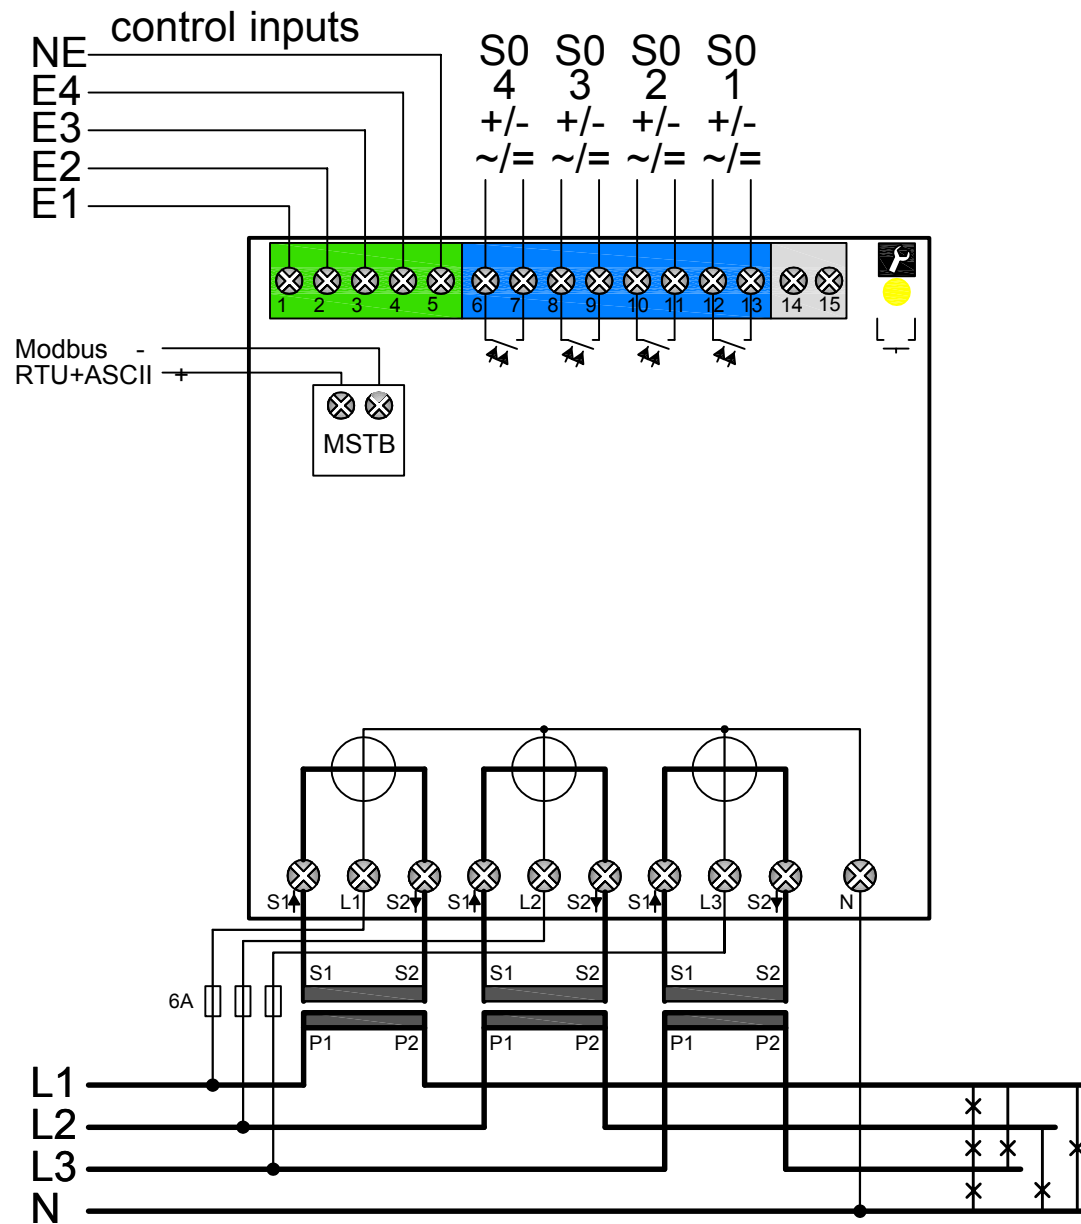 control inputs
NE
E4
E3
E2
E1
S0 S0 S0 S0
4 3 2 1
+/- +/- +/- +/-
~/= ~/= ~/= ~/=
1 2 3 4 5 6 7 8 9 10 11 12 13 14 15
Modbus -
RTU+ASCII +
MSTB
S1 L1 S2 S1 L2 S2 S1 L3 S2 N
S1 S2 S1 S2 S1 S2
6A
P1 P2 P1 P2 P1 P2
L1
L2
L3
N